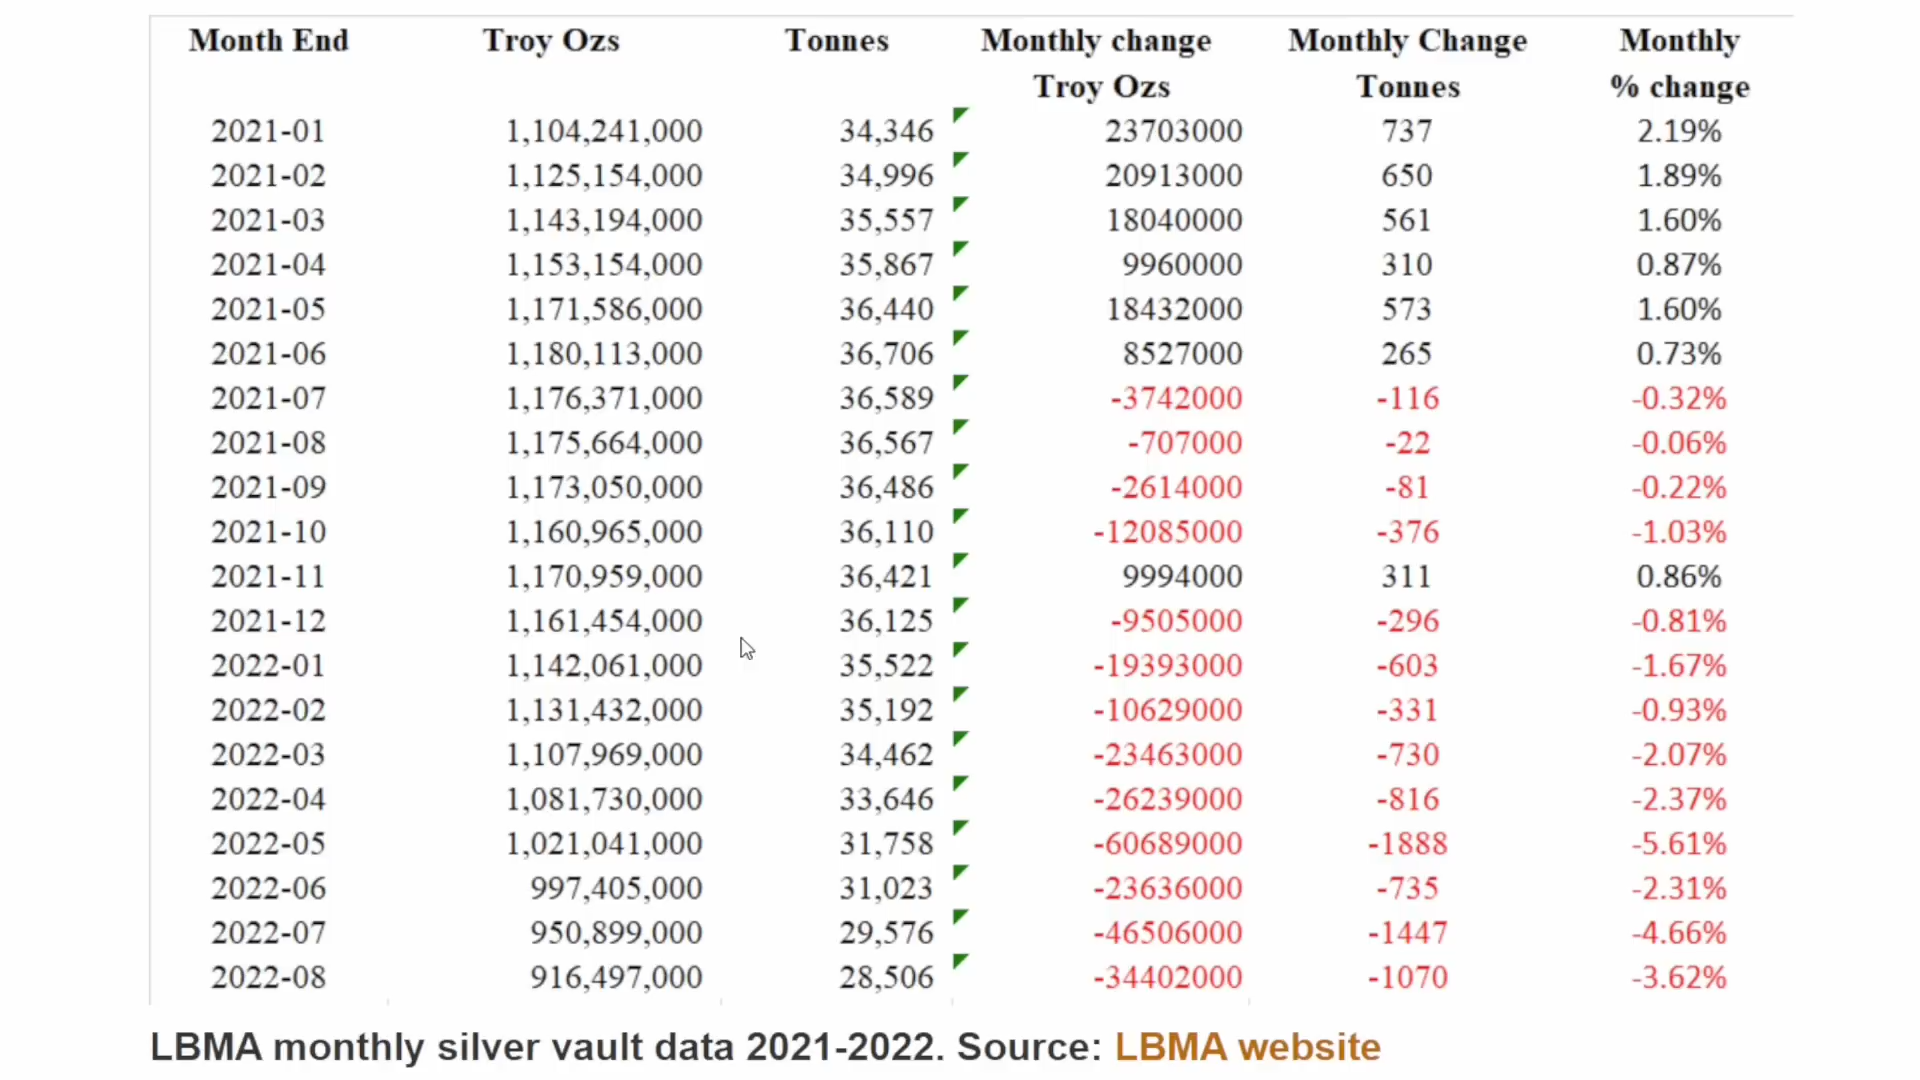 Month End Troy Ozs Tonnes Monthly change Monthly Change Monthly
Troy Ozs Tonnes % change
2021-01 1,104,241,000 34,346 23703000 737 2.19%
2021-02 1,125,154,000 34,996 20913000 650 1.89%
2021-03 1,143,194,000 35,557 18040000 561 1.60%
2021-04 1,153,154,000 35,867 9960000 310 0.87%
2021-05 1,171,586,000 36,440 18432000 573 1.60%
2021-06 1,180,113,000 36,706 8527000 265 0.73%
2021-07 1,176,371,000 36,589 -3742000 -116 -0.32%
2021-08 1,175,664,000 36,567 -707000 -22 -0.06%
2021-09 1,173,050,000 36,486 -2614000 -81 -0.22%
2021-10 1,160,965,000 36,110 -12085000 -376 -1.03%
2021-11 1,170,959,000 36,421 9994000 311 0.86%
2021-12 1,161,454,000 36,125 -9505000 -296 -0.81%
2022-01 1,142,061,000 35,522 -19393000 -603 -1.67%
2022-02 1,131,432,000 35,192 -10629000 -331 -0.93%
2022-03 1,107,969,000 34,462 -23463000 -730 -2.07%
2022-04 1,081,730,000 33,646 -26239000 -816 -2.37%
2022-05 1,021,041,000 31,758 -60689000 -1888 -5.61%
2022-06 997,405,000 31,023 -23636000 -735 -2.31%
2022-07 950,899,000 29,576 -46506000 -1447 -4.66%
2022-08 916,497,000 28,506 -34402000 -1070 -3.62%
LBMA monthly silver vault data 2021-2022. Source: LBMA website